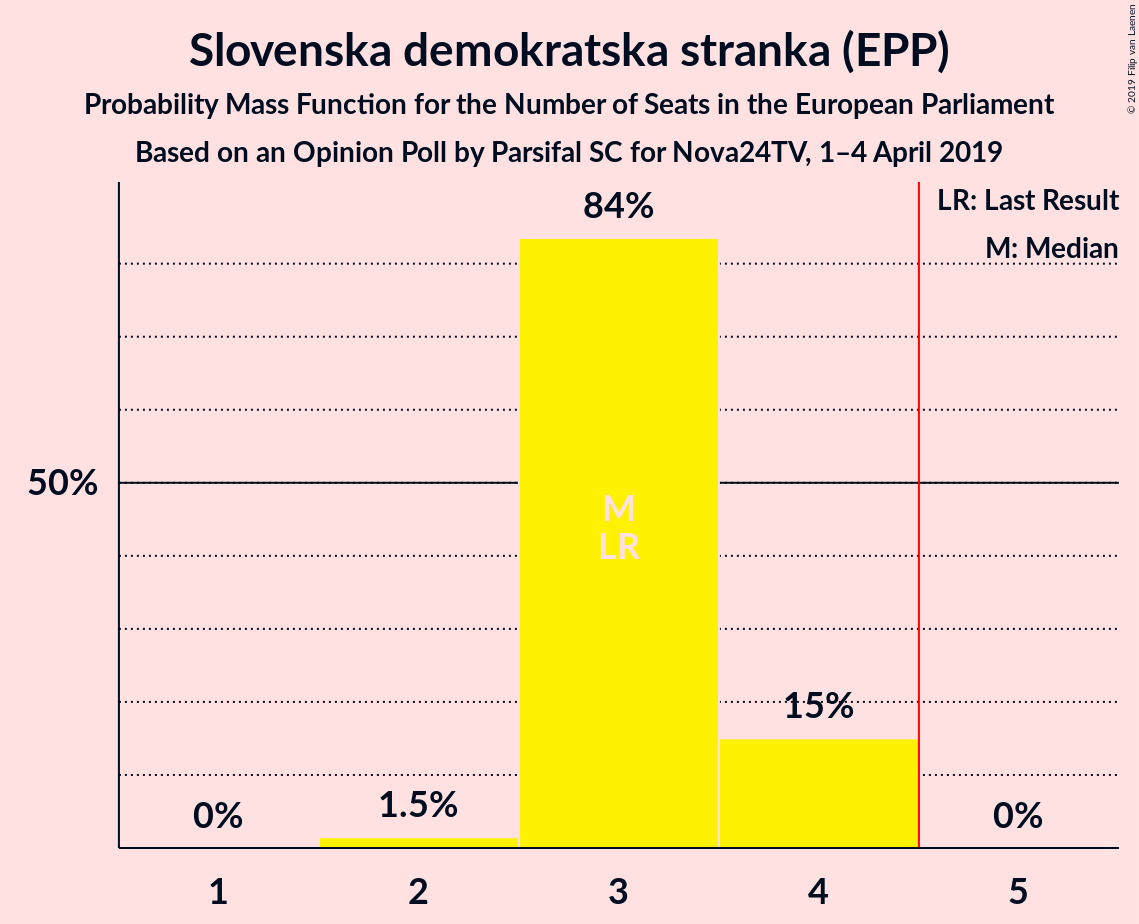 Slovenska demokratska stranka (EPP)
Probability Mass Function for the Number of Seats in the European Parliament
Based on an Opinion Poll by Parsifal SC for Nova24TV, 1–4 April 2019
© 2019 Filip van Laenen
LR: Last Result
M: Median
84%
50%
M
LR
15%
1.5%
0%
0%
1 2 3 4 5